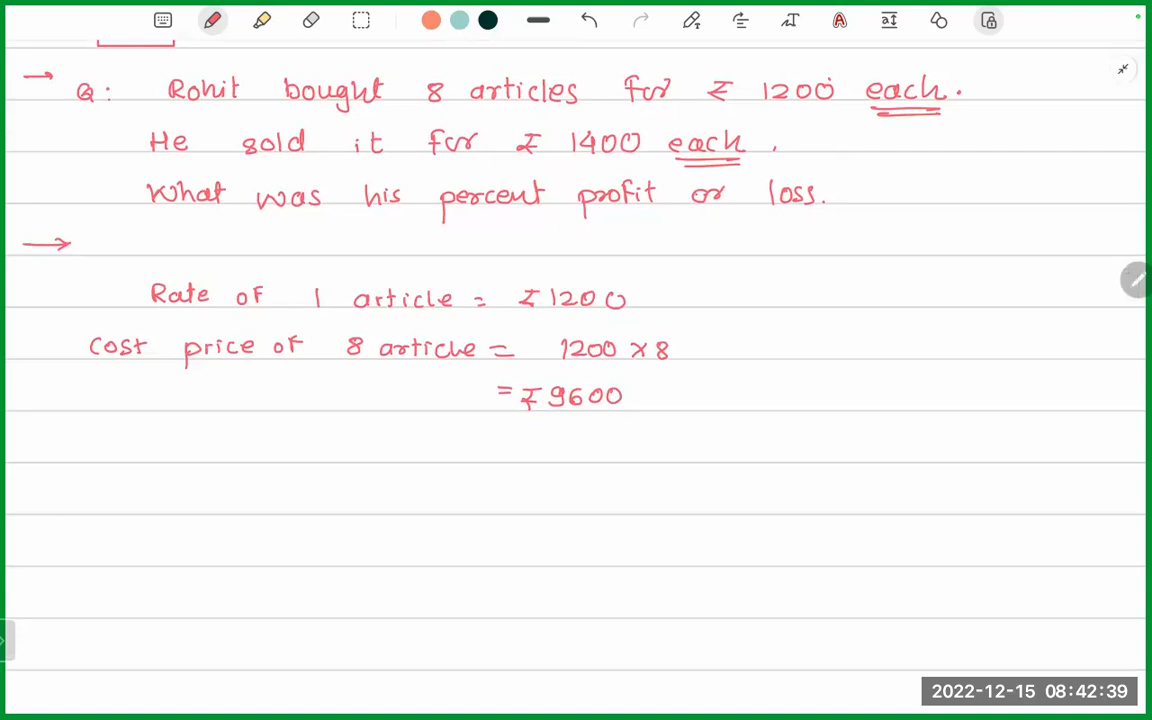 → Q: Rohit bought 8 articles for ₹ 1200 each.
He sold it for ₹ 1400 each.
What was his percent profit or loss.
→
Rate of 1 article = ₹1200
Cost price of 8 article = 1200 × 8
= ₹9600
2022-12-15 08:42:39